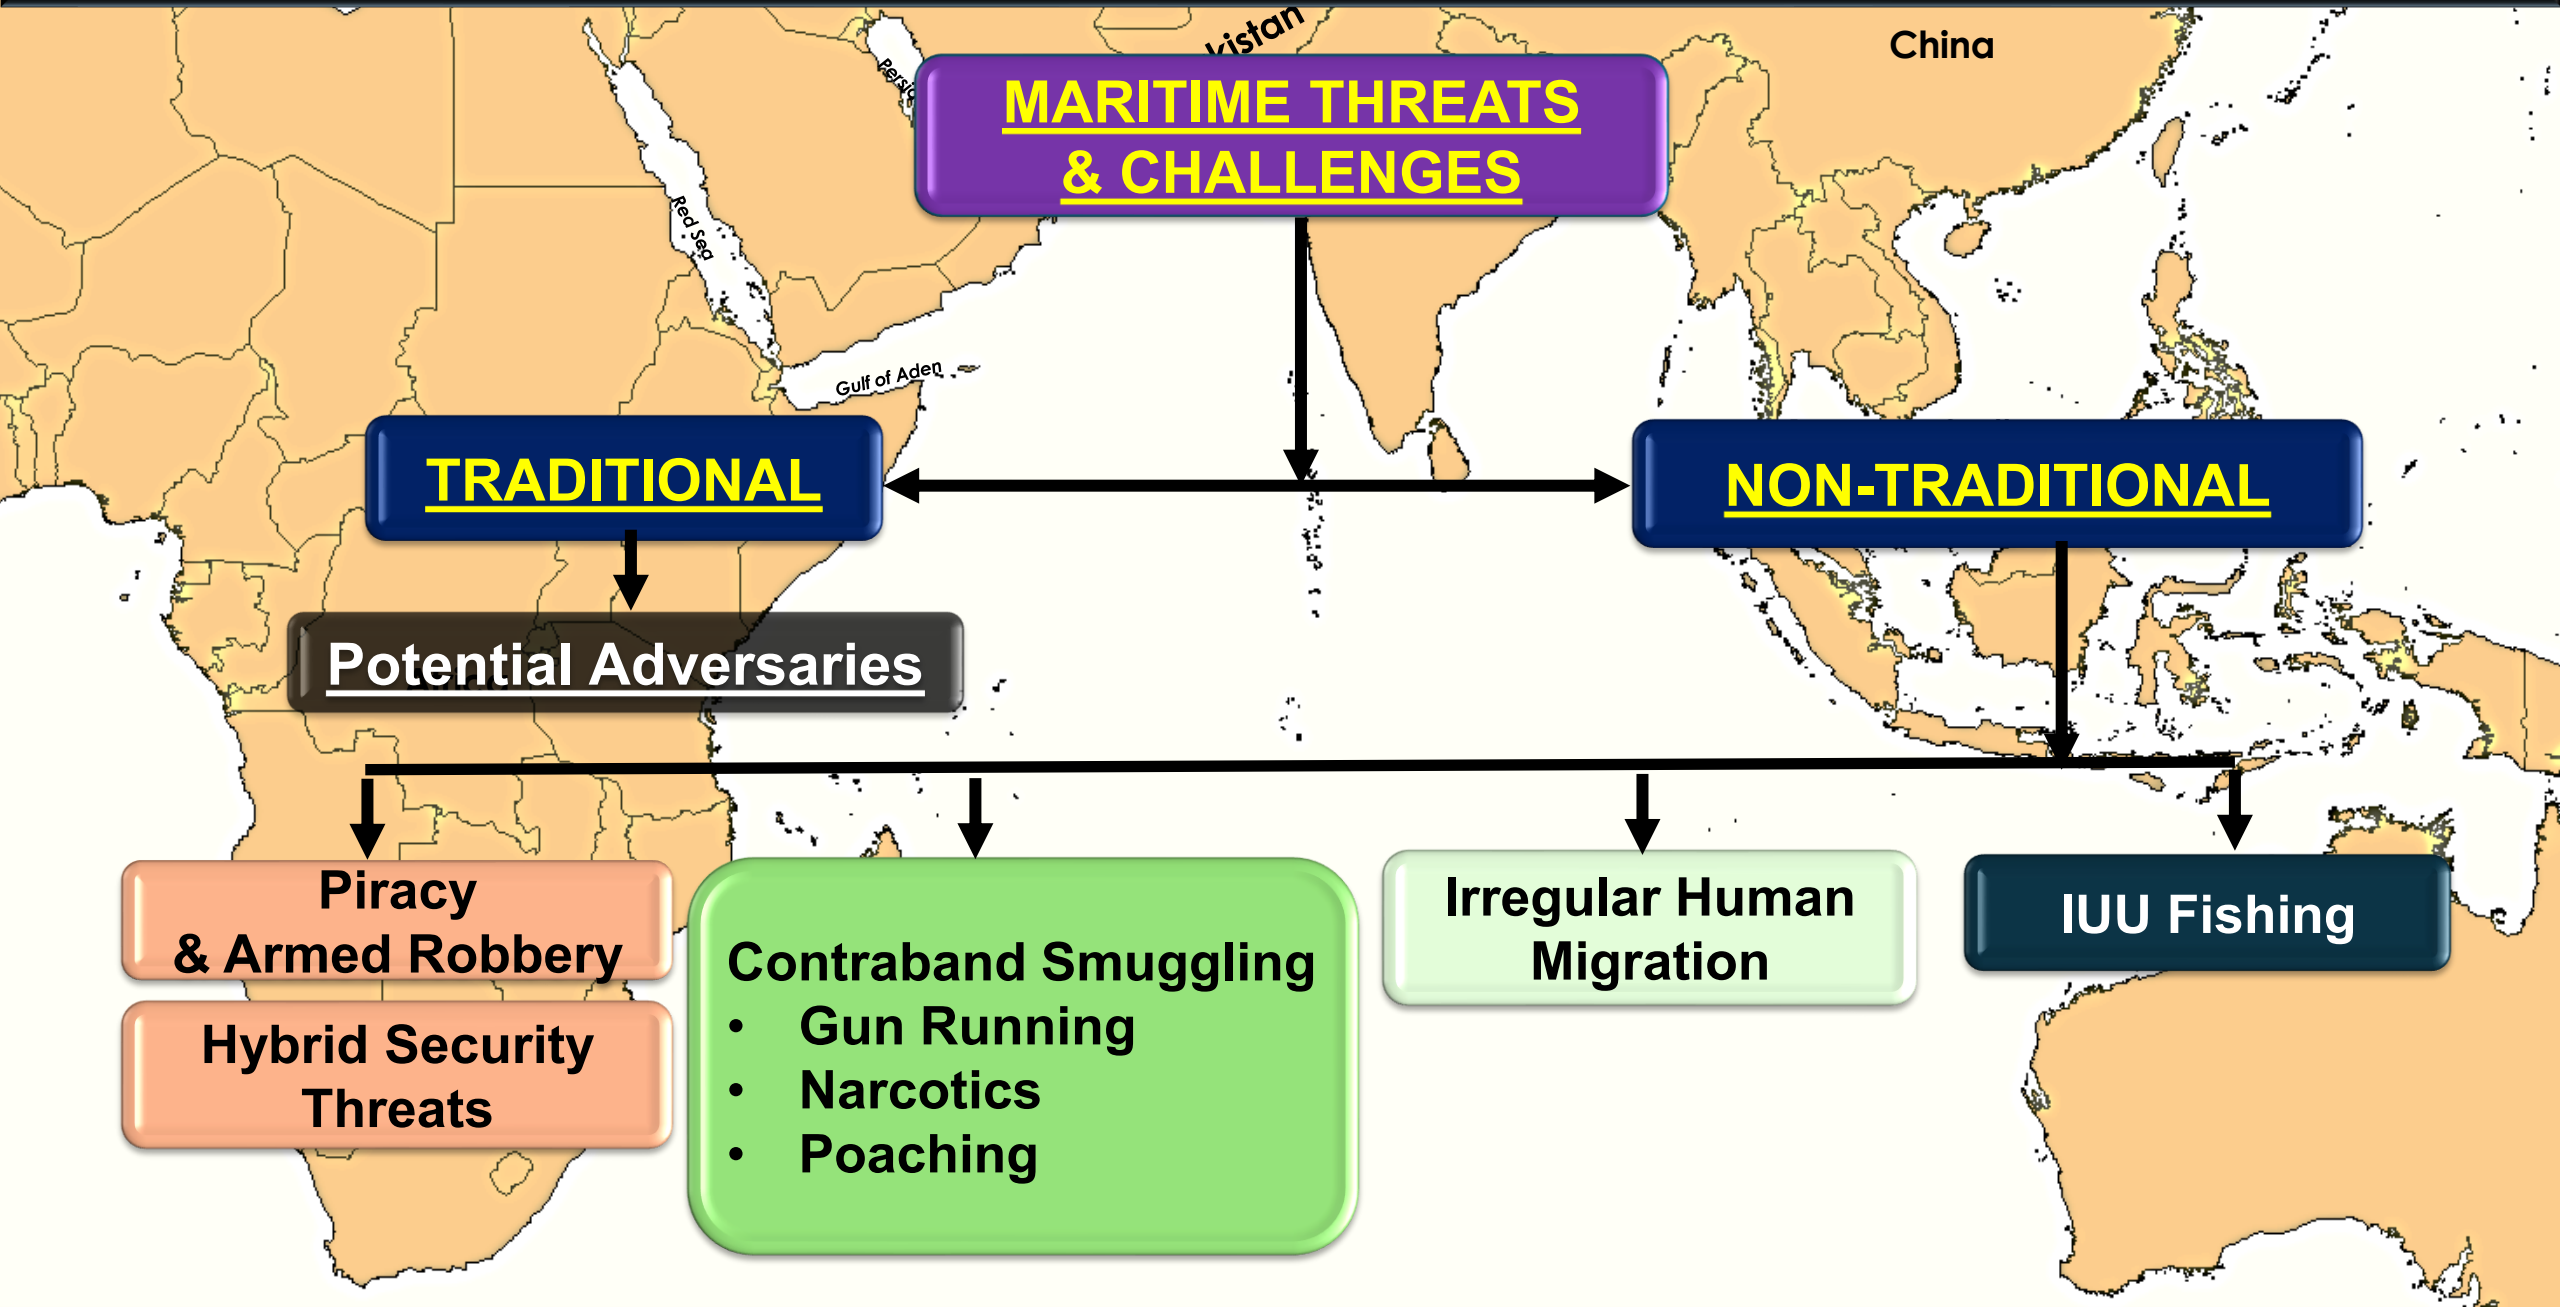 China
MARITIME THREATS
& CHALLENGES
Red Sea
Gulf of Aden
TRADITIONAL
NON-TRADITIONAL
Potential Adversaries
Piracy
& Armed Robbery
Hybrid Security
Threats
Contraband Smuggling
• Gun Running
• Narcotics
• Poaching
Irregular Human
Migration
IUU Fishing